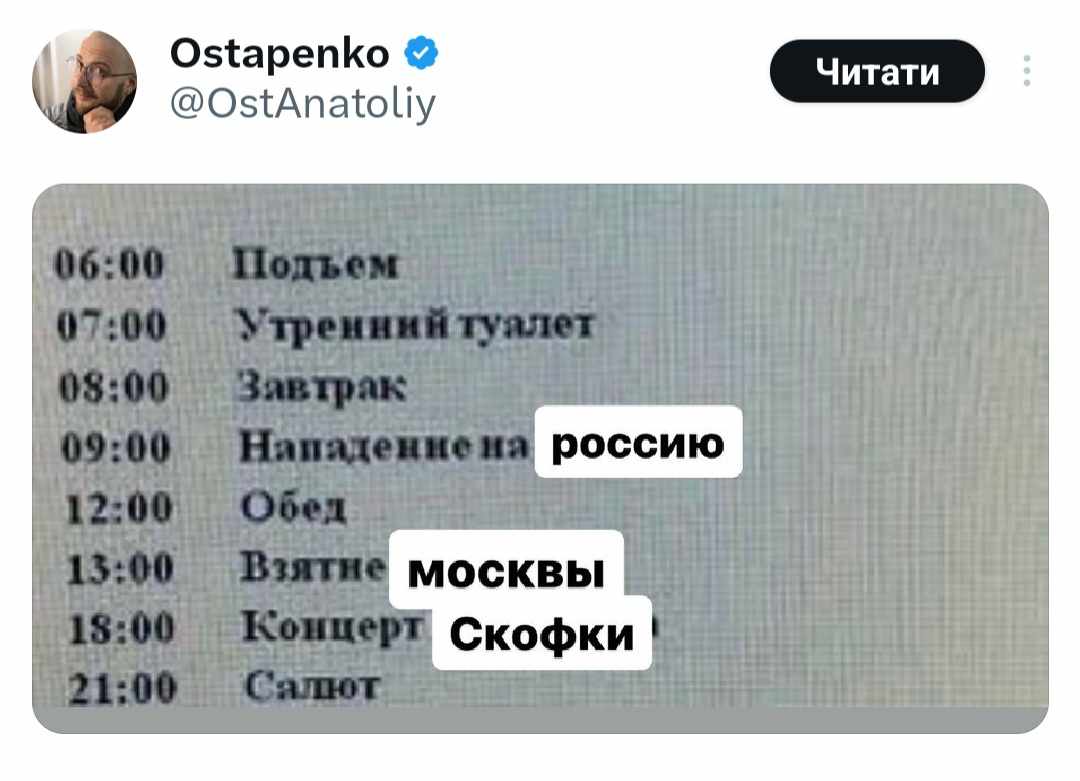 Ostapenko
@OstAnatoliy
Читати
06:00 Подъем
07:00 Утренний туалет
08:00 Завтрак
09:00 Нападение на россию
12:00 Обед
13:00 Взятие москвы
18:00 Концерт Скофки
21:00 Салют